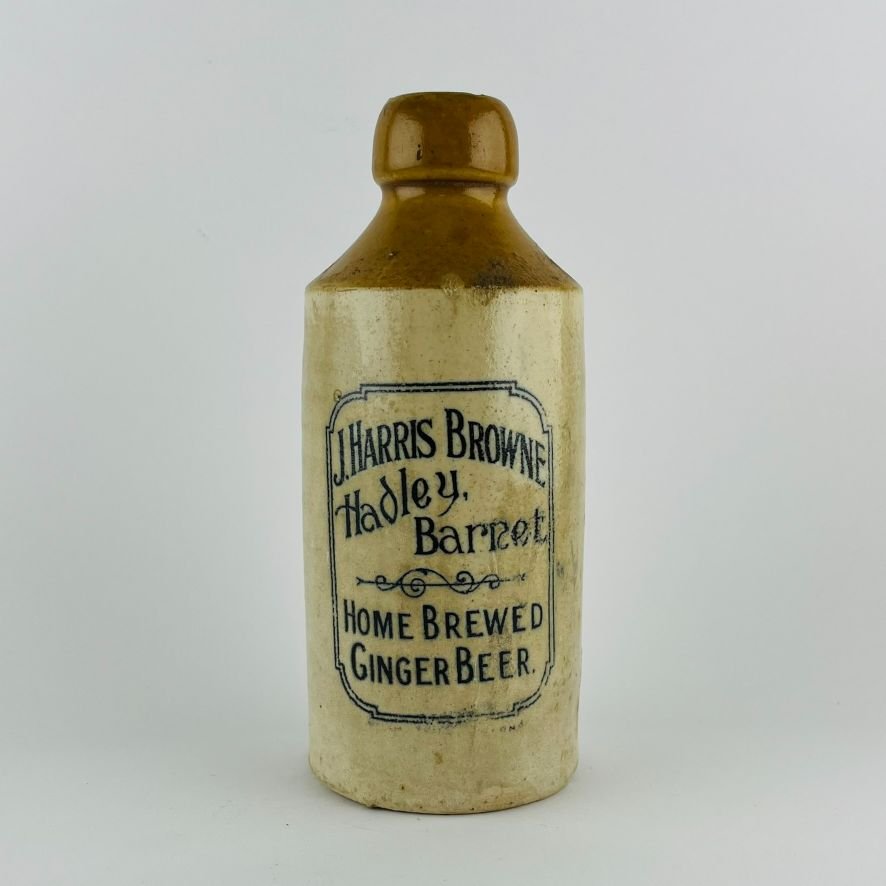 J. HARRIS BROWNE
Hadley,
Barnet
HOME BREWED
GINGER BEER.